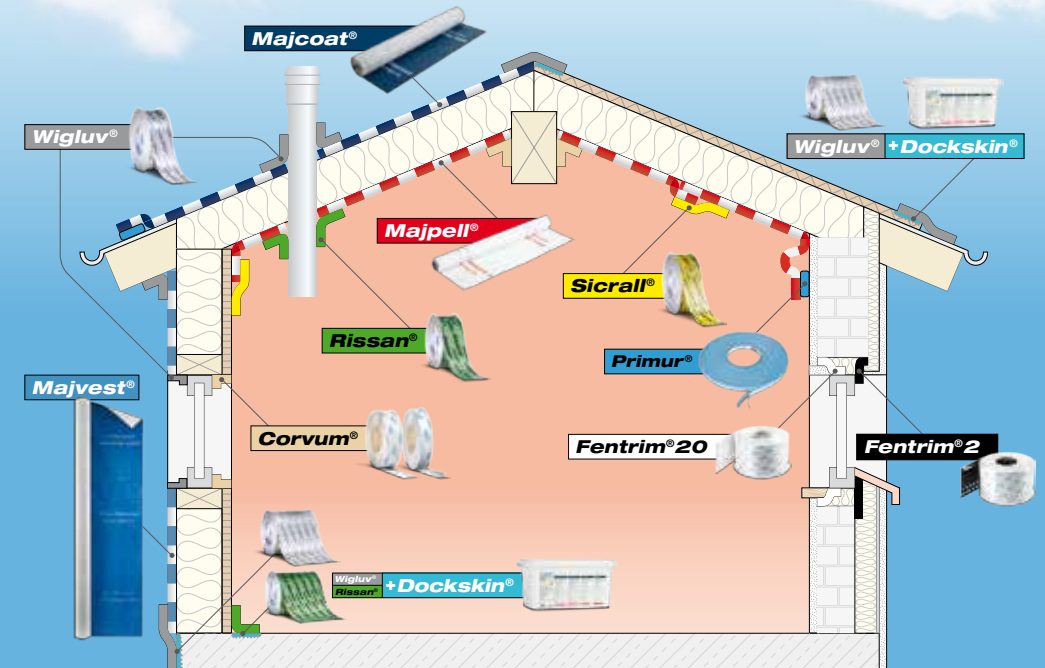 Majcoat®
Wigluv®
Wigluv® +Dockskin®
Majpell®
Sicrall®
Rissan®
Primur®
Majvest®
Corvum®
Fentrim®20
Fentrim®2
Wigluv®
Rissan®
+Dockskin®